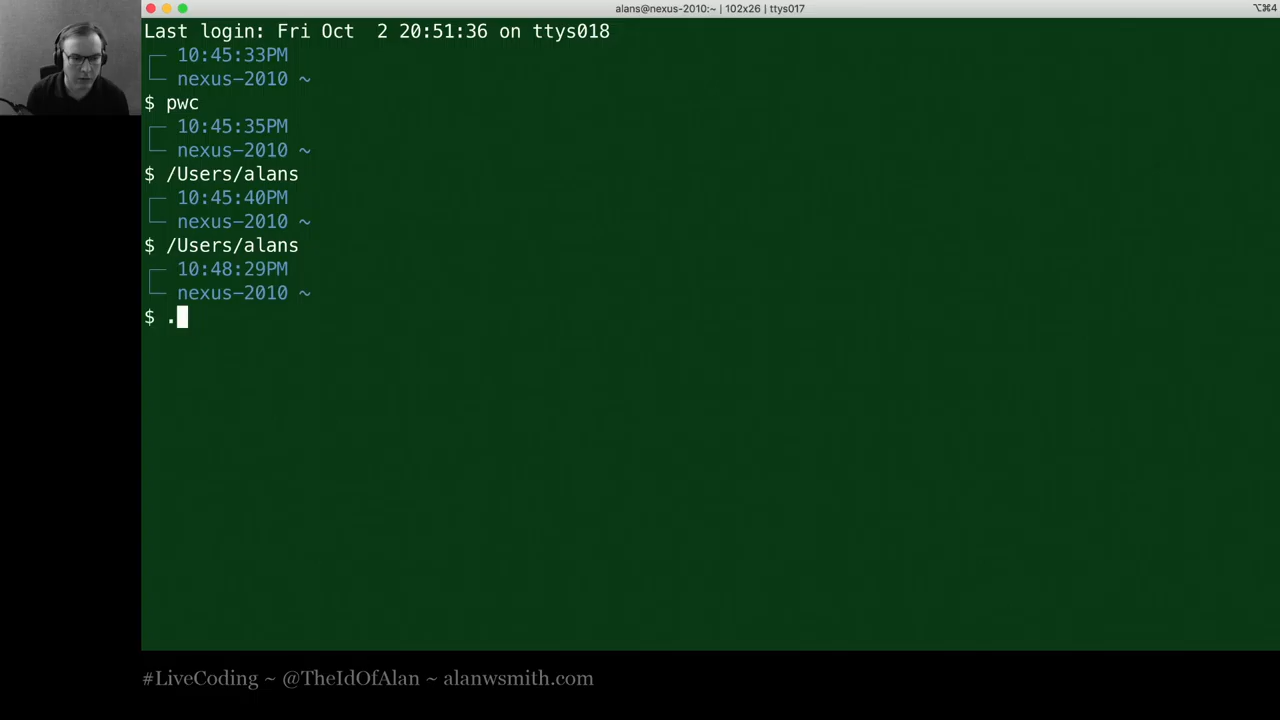 alans@nexus-2010:~ | 102x26 | ttys017
⌥⌘4
Last login: Fri Oct  2 20:51:36 on ttys018
┌─ 10:45:33PM
└─ nexus-2010 ~
$ pwc
┌─ 10:45:35PM
└─ nexus-2010 ~
$ /Users/alans
┌─ 10:45:40PM
└─ nexus-2010 ~
$ /Users/alans
┌─ 10:48:29PM
└─ nexus-2010 ~
$ .
#LiveCoding ~ @TheIdOfAlan ~ alanwsmith.com